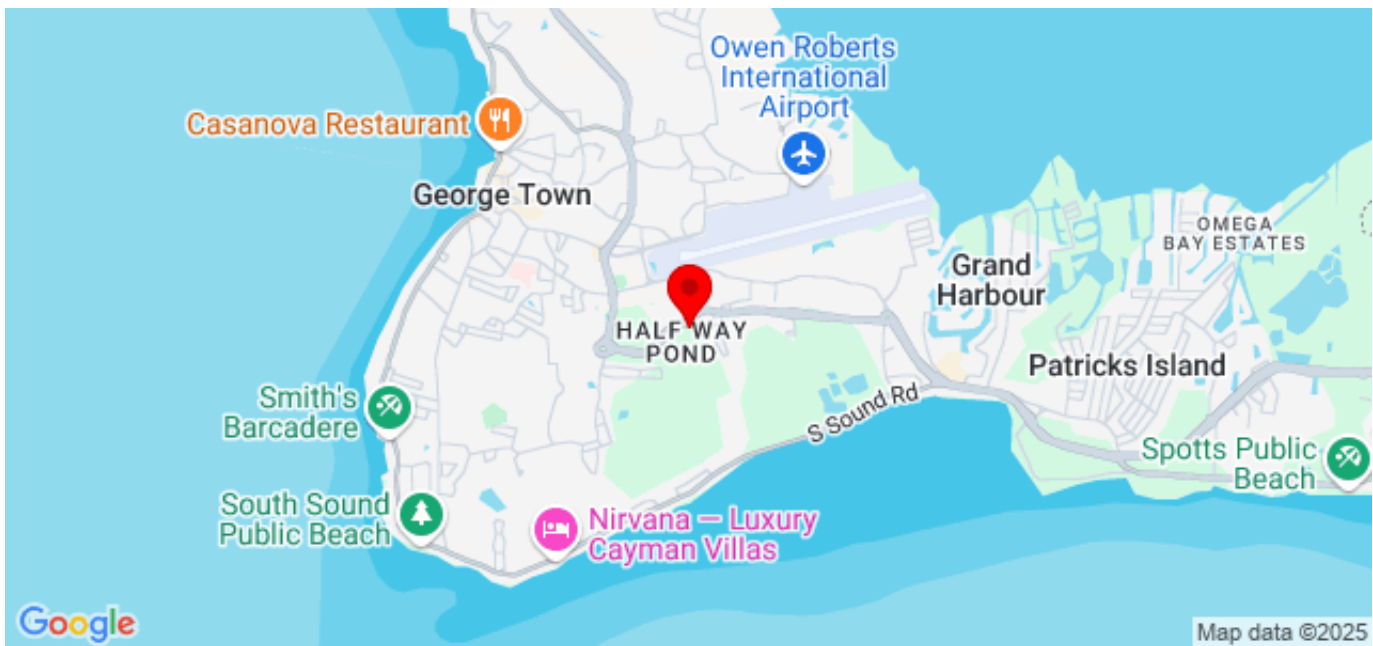 Owen Roberts
International
Airport
Casanova Restaurant
George Town
OMEGA
BAY ESTATES
Grand
Harbour
HALF WAY
POND
Patricks Island
Smith's
Barcadere
S Sound Rd
Spotts Public
Beach
South Sound
Public Beach
Nirvana — Luxury
Cayman Villas
Google
Map data ©2025